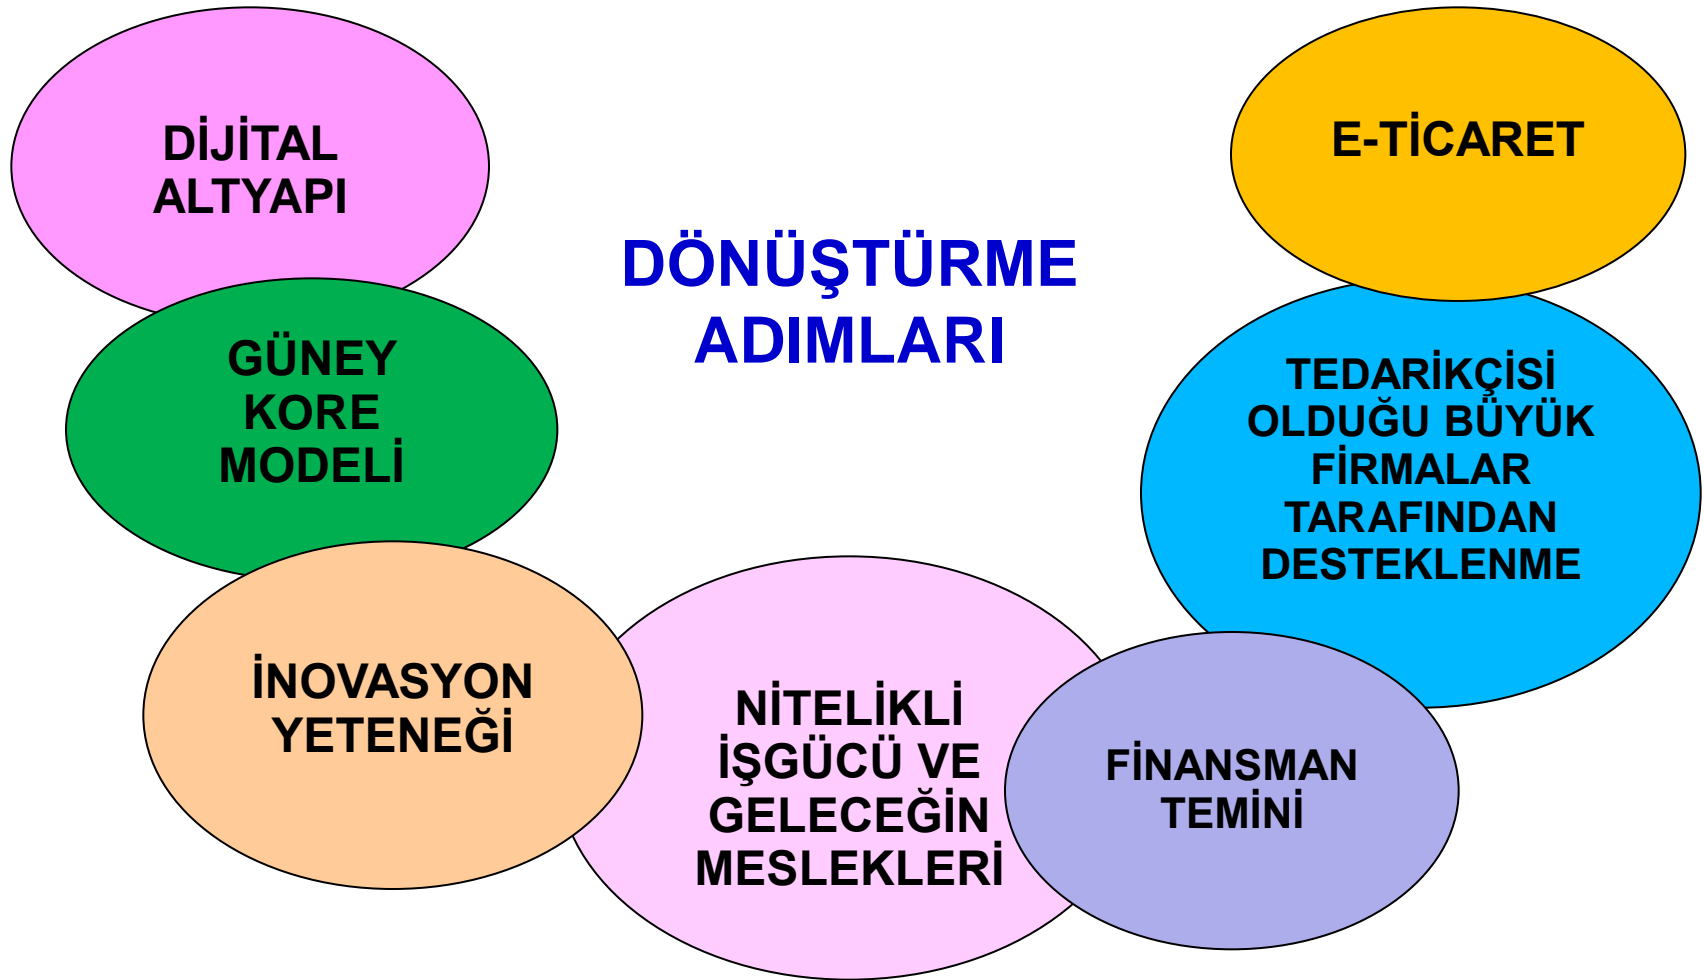 DİJİTAL
ALTYAPI
GÜNEY
KORE
MODELİ
İNOVASYON
YETENEĞİ
DÖNÜŞTÜRME
ADIMLARI
NİTELİKLİ
İŞGÜCÜ VE
GELECEĞİN
MESLEKLERİ
FİNANSMAN
TEMİNİ
TEDARİKÇİSİ
OLDUĞU BÜYÜK
FİRMALAR
TARAFINDAN
DESTEKLENME
E-TİCARET